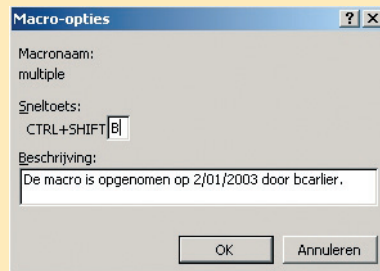 Macro-opties
Macronaam:
multiple
Sneltoets:
CTRL+SHIFT B
Beschrijving:
De macro is opgenomen op 2/01/2003 door bcarlier.
OK Annuleren